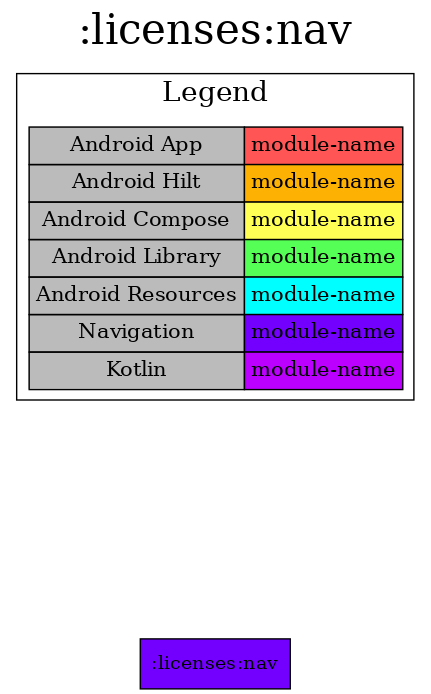 :licenses:nav
Legend
Android App module-name
Android Hilt module-name
Android Compose module-name
Android Library module-name
Android Resources module-name
Navigation module-name
Kotlin module-name
:licenses:nav